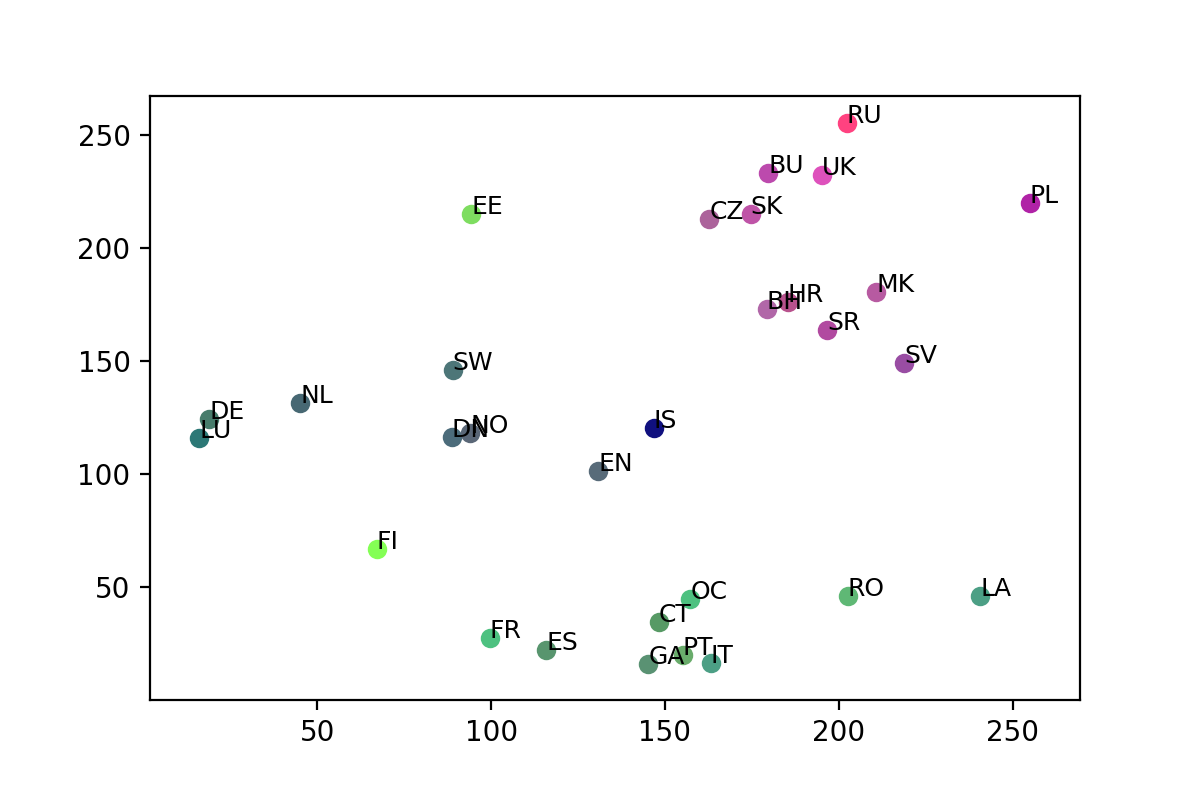 250
200
150
100
50
50
100
150
200
250
RU
BU
UK
PL
EE
CZ
SK
MK
BH
HR
SR
SV
SW
NL
DE
LU
DN
NO
IS
EN
FI
OC
RO
LA
CT
FR
ES
GA
PT
IT